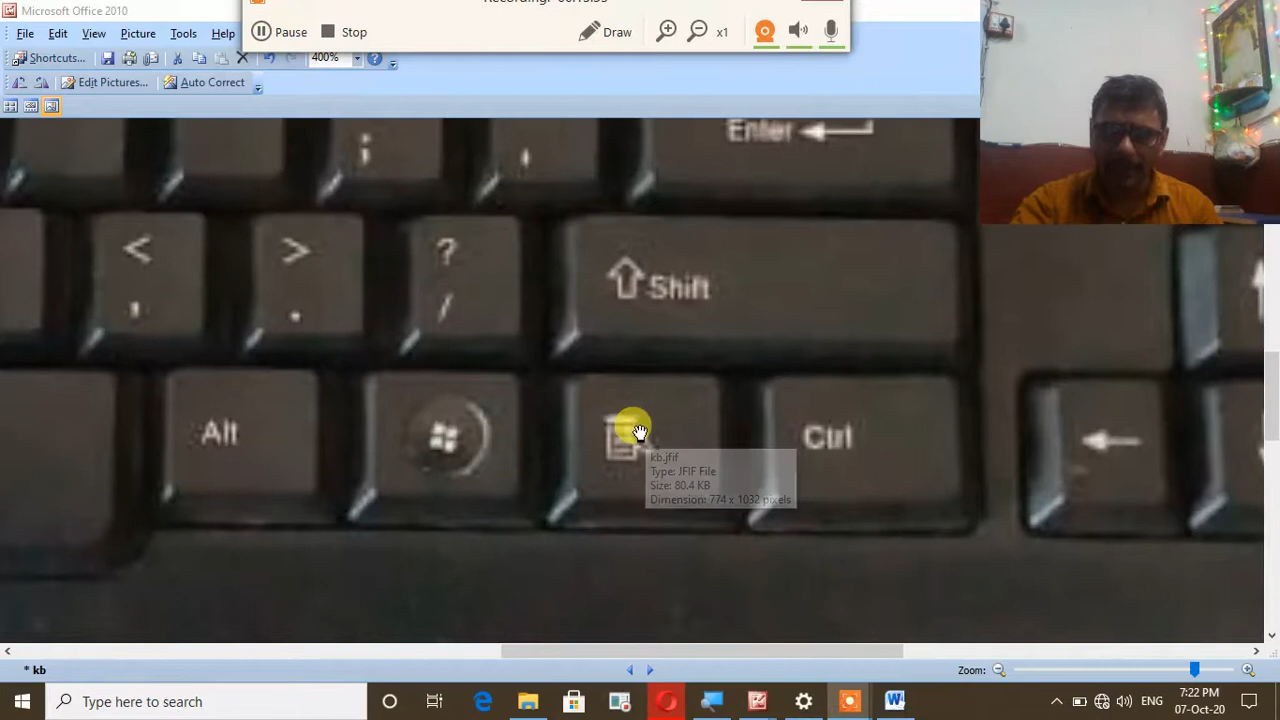 Microsoft Office 2010
File Edit View Picture Tools Help
Pause Stop Draw x1
Shortcuts... 400%
Edit Pictures... Auto Correct
; , Enter
< > ? Shift
, . /
Alt Ctrl
kb.jfif
Type: JFIF File
Size: 80.4 KB
Dimension: 774 x 1032 pixels
* kb Zoom:
Type here to search
ENG 7:22 PM
07-Oct-20